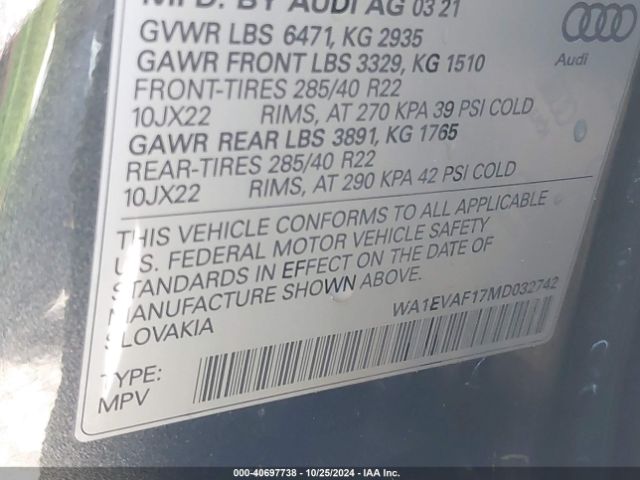 MFD. BY AUDI AG 03 21
GVWR LBS 6471, KG 2935
GAWR FRONT LBS 3329, KG 1510
FRONT-TIRES 285/40 R22
10JX22 RIMS, AT 270 KPA 39 PSI COLD
GAWR REAR LBS 3891, KG 1765
REAR-TIRES 285/40 R22
10JX22 RIMS, AT 290 KPA 42 PSI COLD
Audi
THIS VEHICLE CONFORMS TO ALL APPLICABLE
U.S. FEDERAL MOTOR VEHICLE SAFETY
STANDARDS IN EFFECT ON THE DATE OF
MANUFACTURE SHOWN ABOVE
SLOVAKIA
WA1EVAF17MD032742
TYPE:
MPV
000-40697738 - 10/25/2024 - IAA Inc.